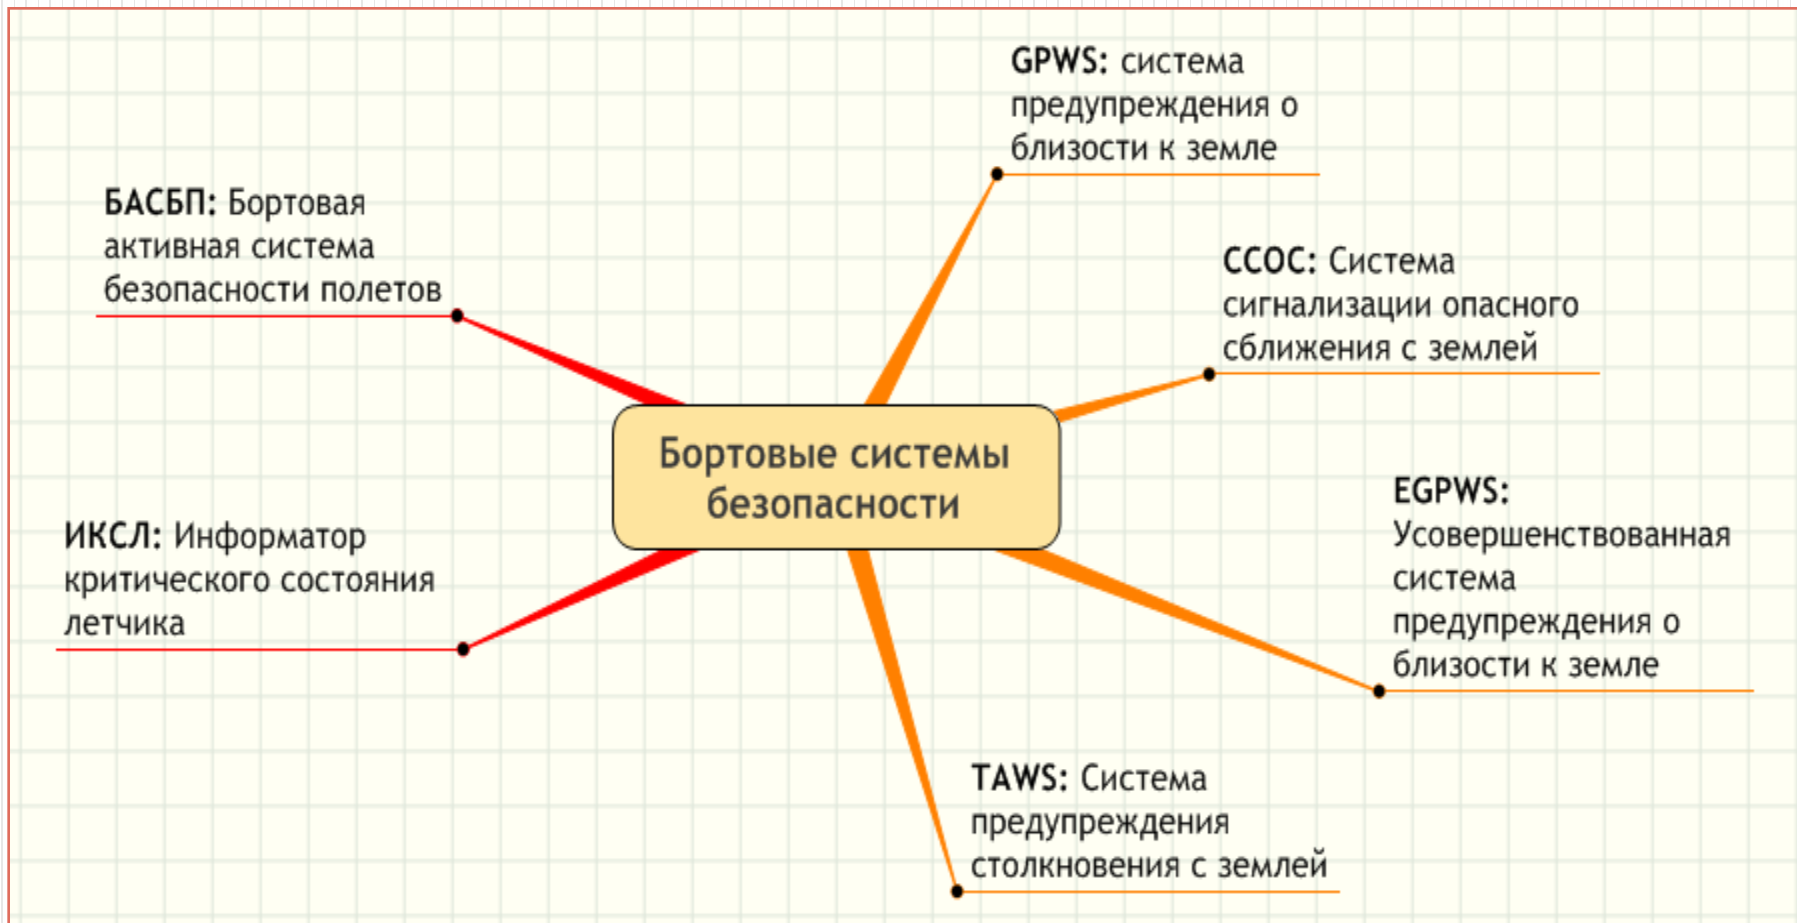 GPWS: система
предупреждения о
близости к земле
БАСБП: Бортовая
активная система
безопасности полетов
ССОС: Система
сигнализации опасного
сближения с землей
Бортовые системы
безопасности
EGPWS:
Усовершенствованная
система
предупреждения о
близости к земле
ИКСЛ: Информатор
критического состояния
летчика
TAWS: Система
предупреждения
столкновения с землей